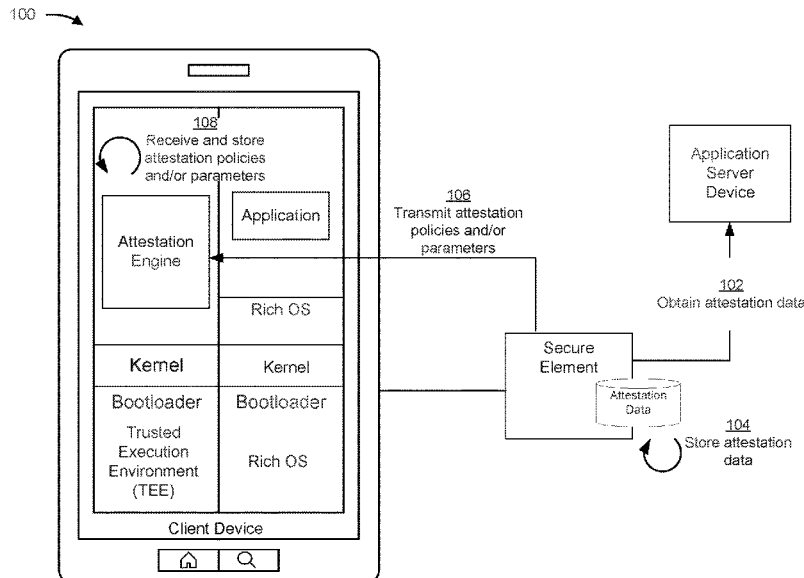 100
108
Receive and store
attestation policies
and/or parameters
Attestation
Engine
Application
Rich OS
Kernel
Kernel
Bootloader
Bootloader
Trusted
Execution
Environment
(TEE)
Rich OS
Client Device
106
Transmit attestation
policies and/or
parameters
Application
Server
Device
102
Obtain attestation data
Secure
Element
Attestation
Data
104
Store attestation
data